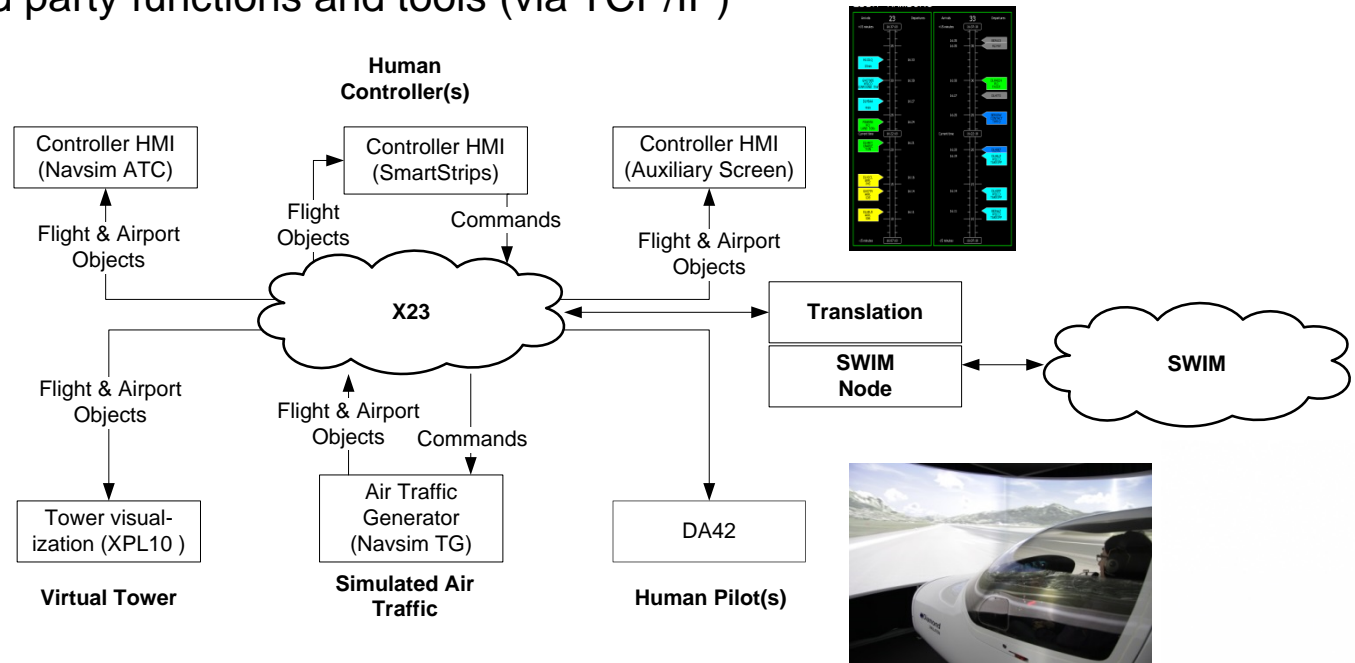 d party functions and tools (via TCP/IP)
Human
Controller(s)
Controller HMI
(Navsim ATC)
Controller HMI
(SmartStrips)
Controller HMI
(Auxiliary Screen)
Flight & Airport
Objects
Flight
Objects
Commands
Flight & Airport
Objects
X23
Translation
SWIM
Node
SWIM
Flight & Airport
Objects
Flight & Airport
Objects
Commands
Tower visual-
ization (XPL10 )
Air Traffic
Generator
(Navsim TG)
DA42
Virtual Tower
Simulated Air
Traffic
Human Pilot(s)
23
33
Diamond